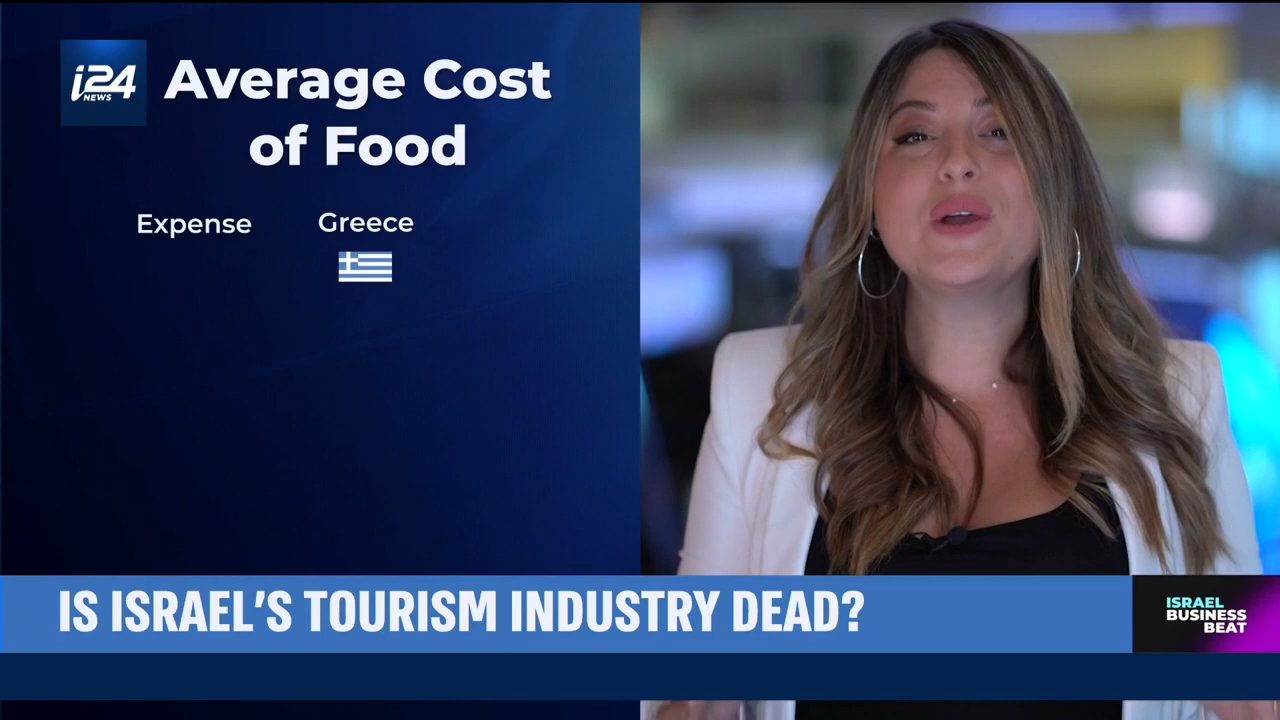 i24
NEWS
Average Cost
of Food
Expense
Greece
IS ISRAEL'S TOURISM INDUSTRY DEAD?
ISRAEL
BUSINESS
BEAT